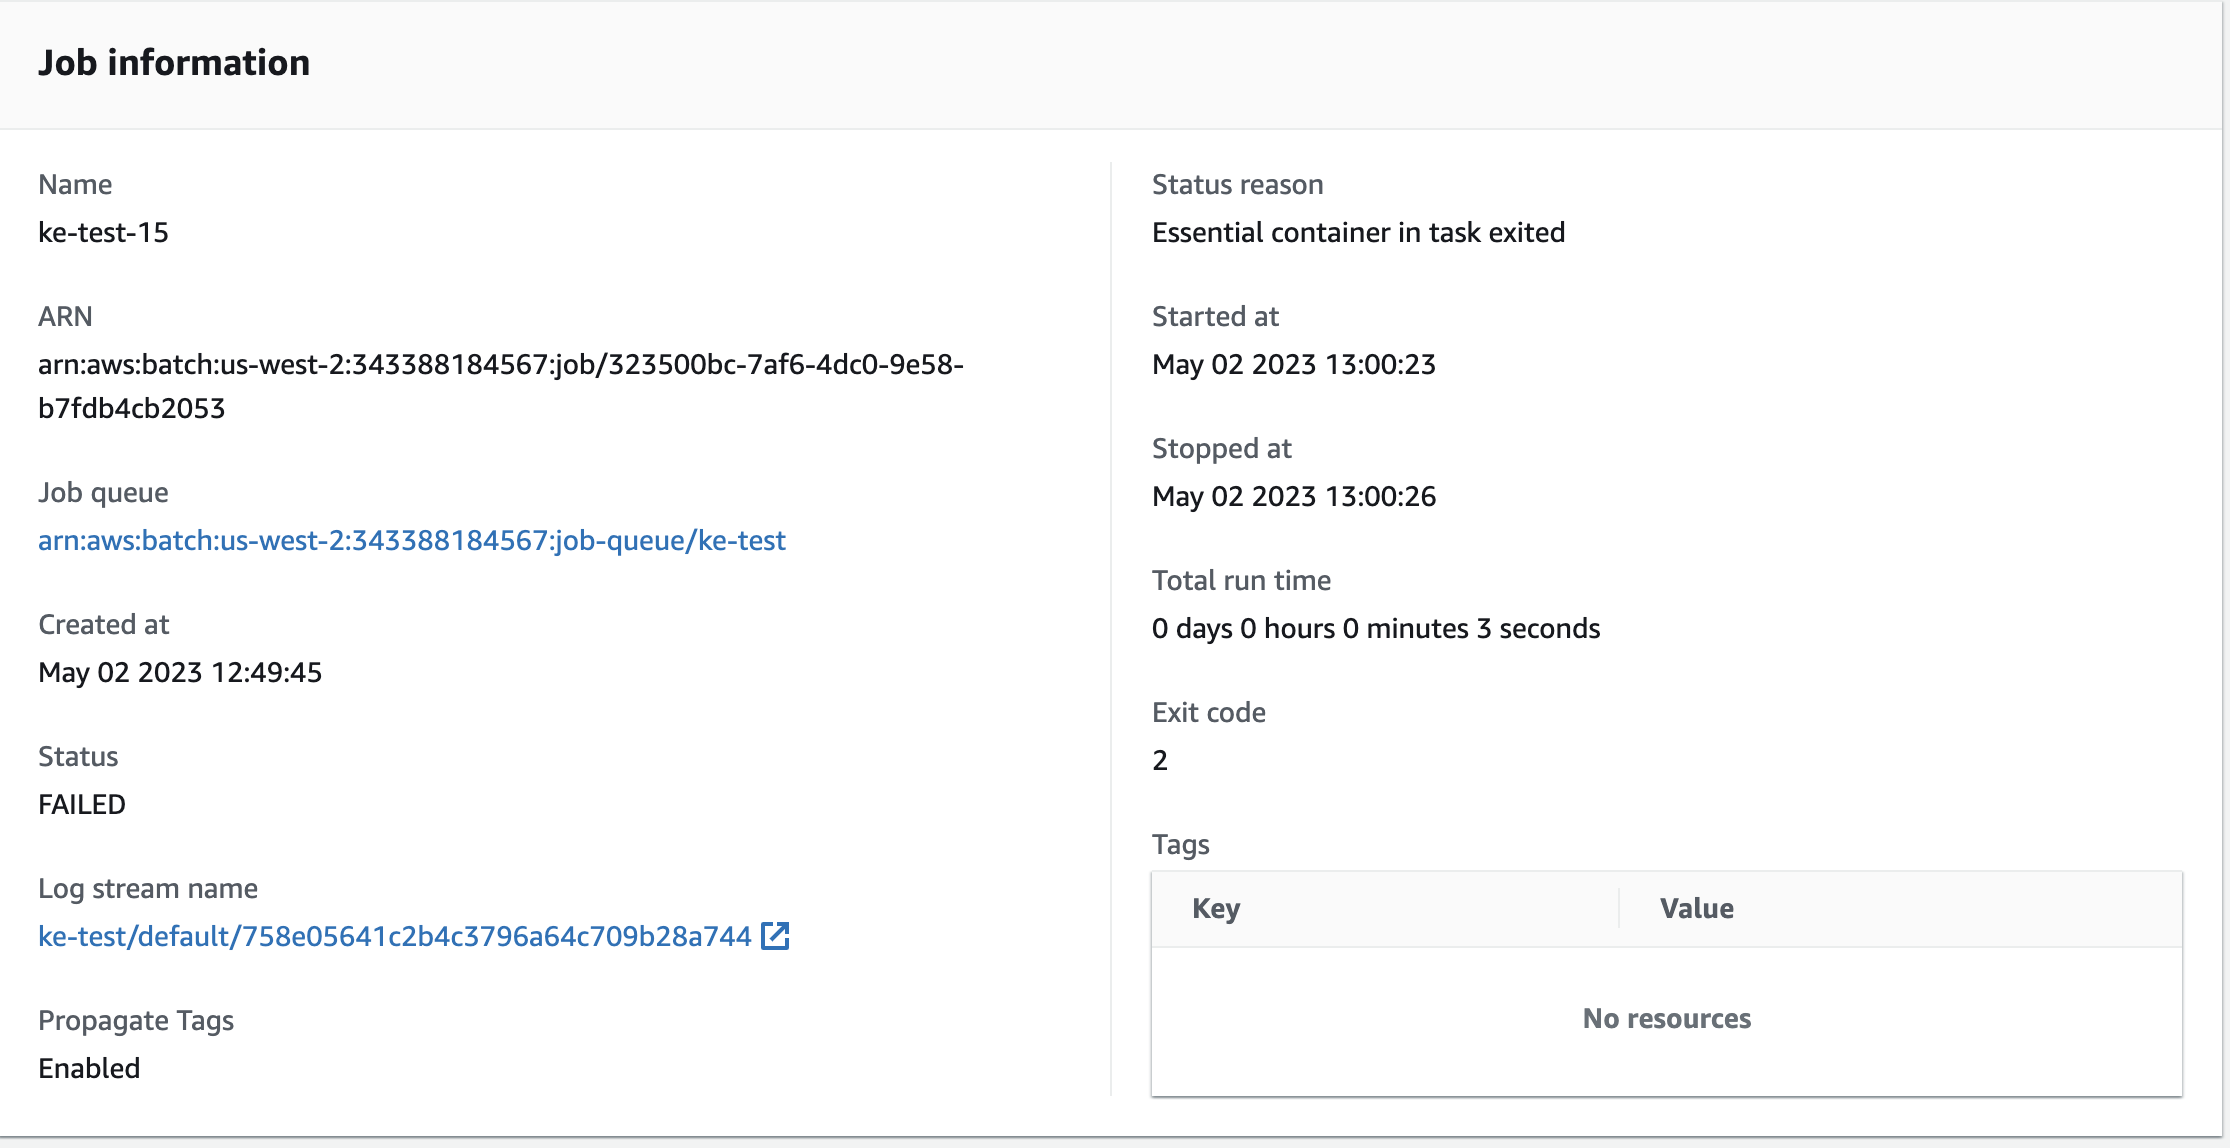 Job information
Name
ke-test-15
ARN
arn:aws:batch:us-west-2:343388184567:job/323500bc-7af6-4dc0-9e58-
b7fdb4cb2053
Job queue
arn:aws:batch:us-west-2:343388184567:job-queue/ke-test
Created at
May 02 2023 12:49:45
Status
FAILED
Log stream name
ke-test/default/758e05641c2b4c3796a64c709b28a744
Propagate Tags
Enabled
Status reason
Essential container in task exited
Started at
May 02 2023 13:00:23
Stopped at
May 02 2023 13:00:26
Total run time
0 days 0 hours 0 minutes 3 seconds
Exit code
2
Tags
Key Value
No resources